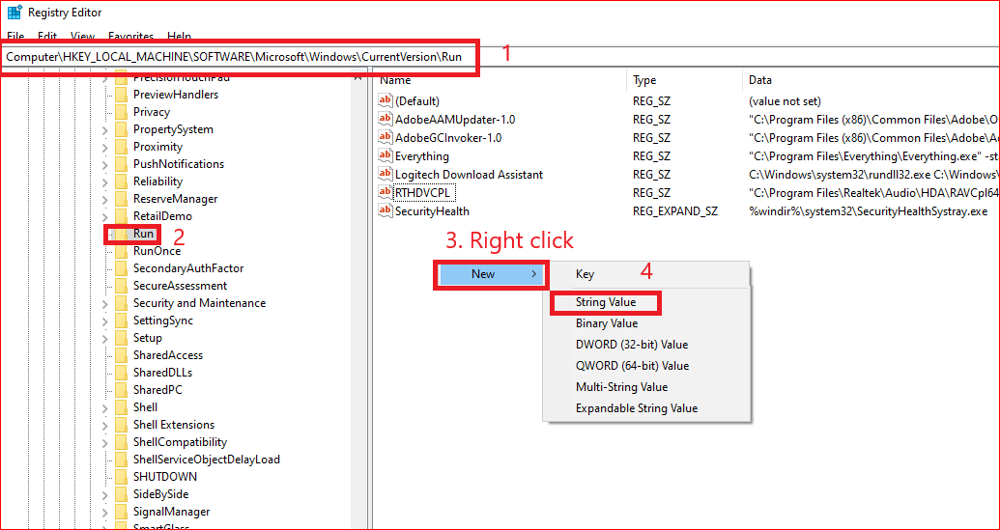 Registry Editor
File Edit View Favorites Help
Computer\HKEY_LOCAL_MACHINE\SOFTWARE\Microsoft\Windows\CurrentVersion\Run
1
PrecisionTouchPad
PreviewHandlers
Privacy
PropertySystem
Proximity
PushNotifications
Reliability
ReserveManager
RetailDemo
Run
2
RunOnce
SecondaryAuthFactor
SecureAssessment
Security and Maintenance
SettingSync
Setup
SharedAccess
SharedDLLs
SharedPC
Shell
Shell Extensions
ShellCompatibility
ShellServiceObjectDelayLoad
SHUTDOWN
SideBySide
SignalManager
SmartGlass
Name Type Data
(Default) REG_SZ (value not set)
AdobeAAMUpdater-1.0 REG_SZ "C:\Program Files (x86)\Common Files\Adobe\O
AdobeGCInvoker-1.0 REG_SZ "C:\Program Files (x86)\Common Files\Adobe\A
Everything REG_SZ "C:\Program Files\Everything\Everything.exe" -st
Logitech Download Assistant REG_SZ C:\Windows\system32\rundll32.exe C:\Windows
RTHDVCPL REG_SZ "C:\Program Files\Realtek\Audio\HDA\RAVCpl64
SecurityHealth REG_EXPAND_SZ %windir%\system32\SecurityHealthSystray.exe
3. Right click
New
4
Key
String Value
Binary Value
DWORD (32-bit) Value
QWORD (64-bit) Value
Multi-String Value
Expandable String Value